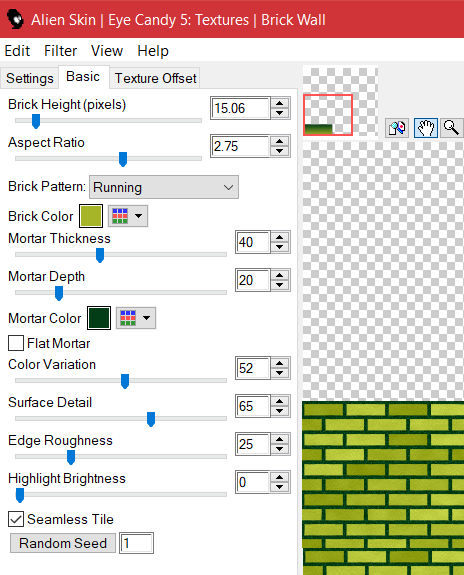 Alien Skin | Eye Candy 5: Textures | Brick Wall
Edit Filter View Help
Settings Basic Texture Offset
Brick Height (pixels) 15.06
Aspect Ratio 2.75
Brick Pattern: Running
Brick Color
Mortar Thickness 40
Mortar Depth 20
Mortar Color
Flat Mortar
Color Variation 52
Surface Detail 65
Edge Roughness 25
Highlight Brightness 0
Seamless Tile
Random Seed 1